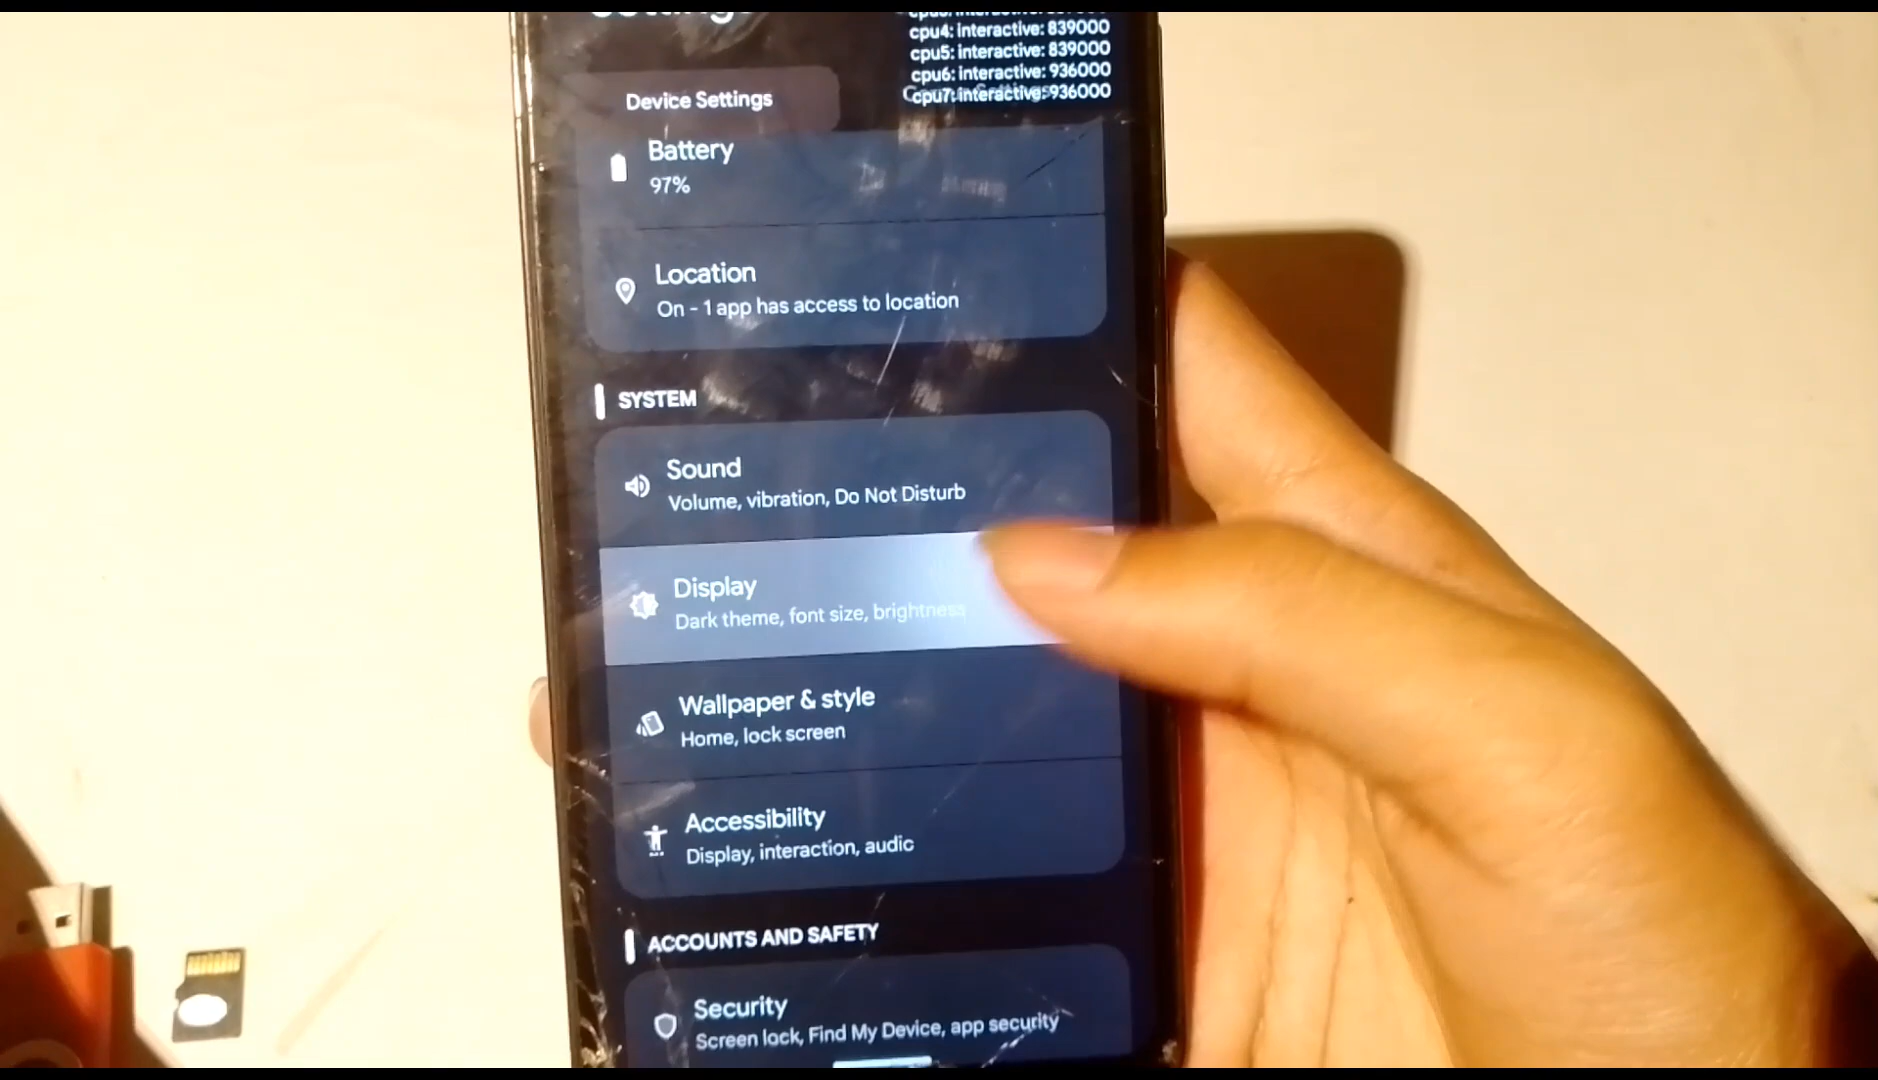 Settings
cpu4: interactive: 839000
cpu5: interactive: 839000
cpu6: interactive: 936000
cpu7: interactive: 936000
Device Settings
Battery
97%
Location
On - 1 app has access to location
SYSTEM
Sound
Volume, vibration, Do Not Disturb
Display
Dark theme, font size, brightness
Wallpaper & style
Home, lock screen
Accessibility
Display, interaction, audic
ACCOUNTS AND SAFETY
Security
Screen lock, Find My Device, app security